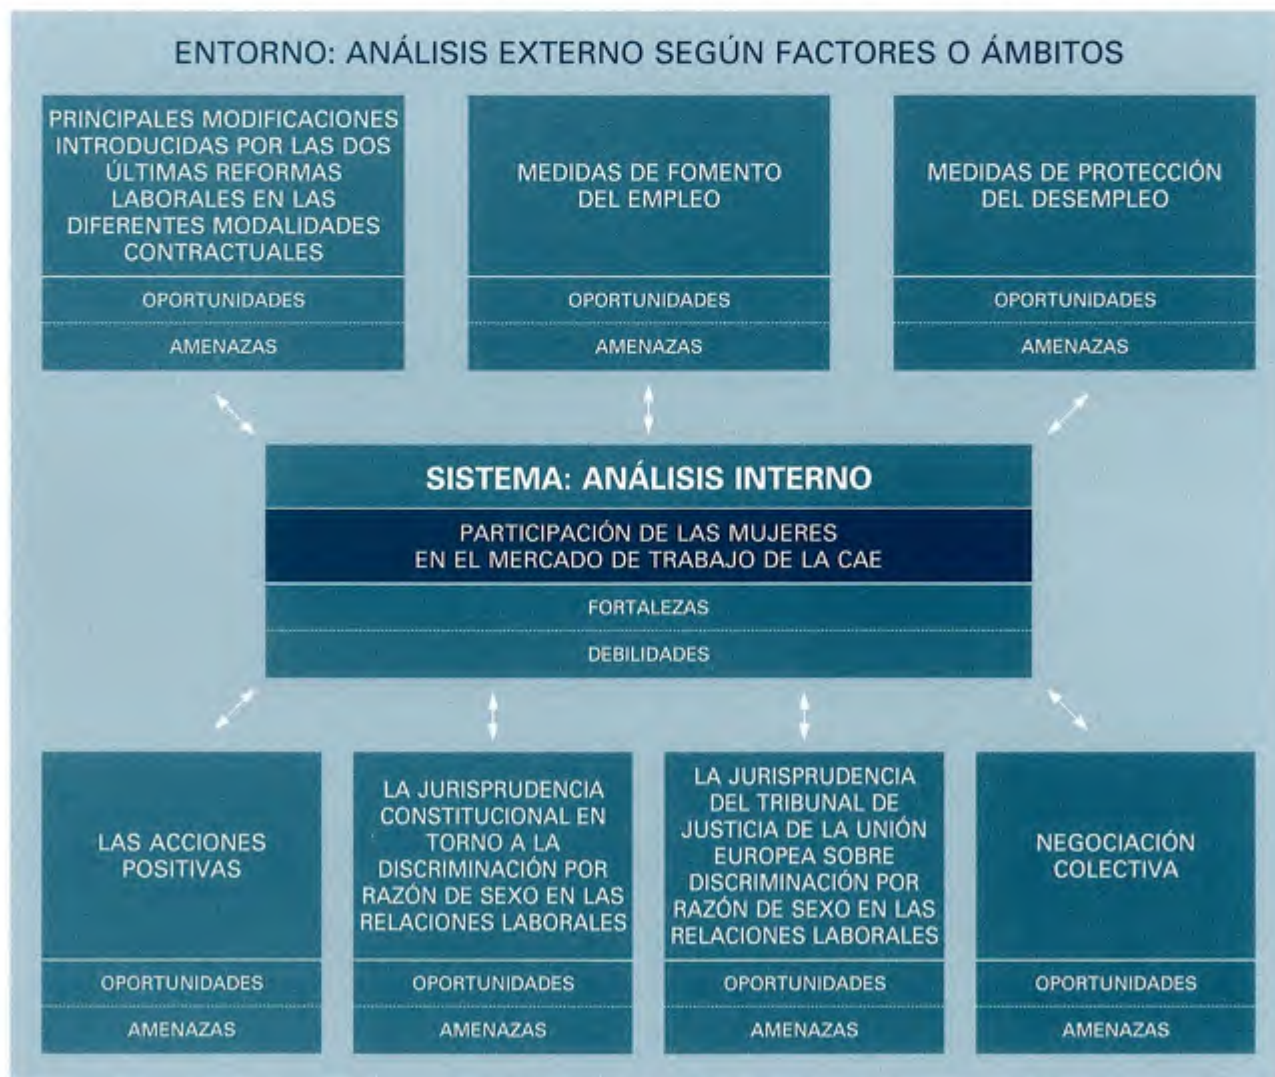 ENTORNO: ANÁLISIS EXTERNO SEGÚN FACTORES O ÁMBITOS
PRINCIPALES MODIFICACIONES
INTRODUCIDAS POR LAS DOS
ÚLTIMAS REFORMAS
LABORALES EN LAS
DIFERENTES MODALIDADES
CONTRACTUALES
OPORTUNIDADES
AMENAZAS
MEDIDAS DE FOMENTO
DEL EMPLEO
OPORTUNIDADES
AMENAZAS
MEDIDAS DE PROTECCIÓN
DEL DESEMPLEO
OPORTUNIDADES
AMENAZAS
SISTEMA: ANÁLISIS INTERNO
PARTICIPACIÓN DE LAS MUJERES
EN EL MERCADO DE TRABAJO DE LA CAE
FORTALEZAS
DEBILIDADES
LAS ACCIONES
POSITIVAS
OPORTUNIDADES
AMENAZAS
LA JURISPRUDENCIA
CONSTITUCIONAL EN
TORNO A LA
DISCRIMINACIÓN POR
RAZÓN DE SEXO EN LAS
RELACIONES LABORALES
OPORTUNIDADES
AMENAZAS
LA JURISPRUDENCIA
DEL TRIBUNAL DE
JUSTICIA DE LA UNIÓN
EUROPEA SOBRE
DISCRIMINACIÓN POR
RAZÓN DE SEXO EN LAS
RELACIONES LABORALES
OPORTUNIDADES
AMENAZAS
NEGOCIACIÓN
COLECTIVA
OPORTUNIDADES
AMENAZAS